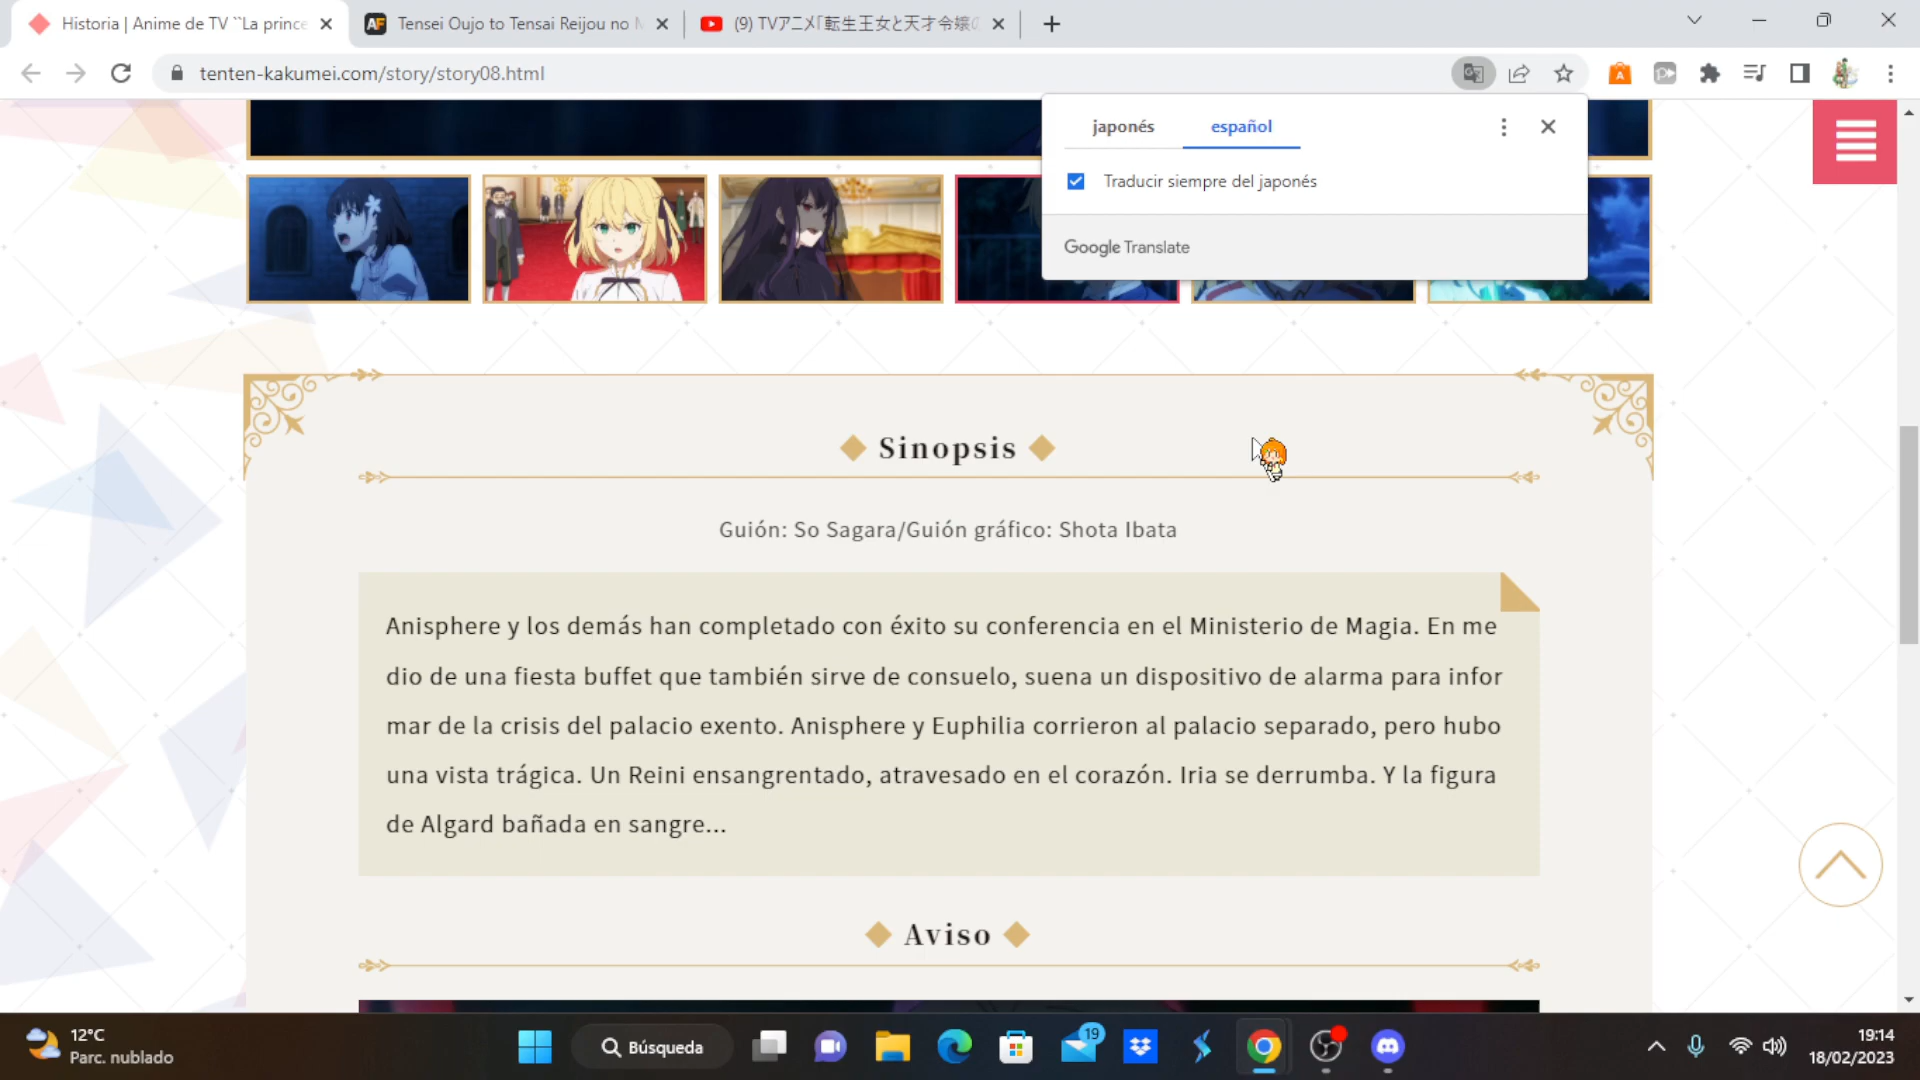 Historia | Anime de TV ``La prince
Tensei Oujo to Tensai Reijou no M
(9) TVアニメ「転生王女と天才令嬢の
tenten-kakumei.com/story/story08.html
japonés
español
Traducir siempre del japonés
Google Translate
Sinopsis
Guión: So Sagara/Guión gráfico: Shota Ibata
Anisphere y los demás han completado con éxito su conferencia en el Ministerio de Magia. En me
dio de una fiesta buffet que también sirve de consuelo, suena un dispositivo de alarma para infor
mar de la crisis del palacio exento. Anisphere y Euphilia corrieron al palacio separado, pero hubo
una vista trágica. Un Reini ensangrentado, atravesado en el corazón. Iria se derrumba. Y la figura
de Algard bañada en sangre...
Aviso
12°C
Parc. nublado
Búsqueda
19
19:14
18/02/2023